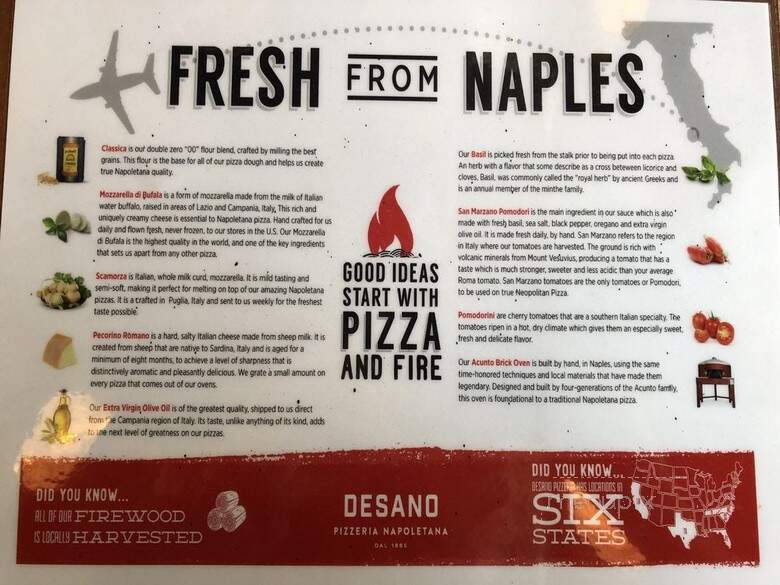 FRESH FROM NAPLES
Classica is our double zero "00" flour blend, crafted by milling the best
grains. This flour is the base for all of our pizza dough and helps us create
true Napoletana quality.
Mozzarella di Bufala is a form of mozzarella made from the milk of Italian
water buffalo, raised in areas of Lazio and Campania, Italy. This rich and
uniquely creamy cheese is essential to Napoletana pizza. Hand crafted for us
daily and flown fresh, never frozen, to our stores in the U.S. Our Mozzarella
di Bufala is the highest quality in the world, and one of the key ingredients
that sets us apart from any other pizza.
Scamorza is italian, whole milk curd, mozzarella. It is mild tasting and
semi-soft, making it perfect for melting on top of our amazing Napoletana
pizzas. It is a crafted in Puglia, Italy and sent to us weekly for the freshest
taste possible.
Pecorino Romano is a hard, salty Italian cheese made from sheep milk. It is
created from sheep that are native to Sardina, Italy and is aged for a
minimum of eight months, to achieve a level of sharpness that is
distinctively aromatic and pleasantly delicious. We grate a small amount on
every pizza that comes out of our ovens.
Our Extra Virgin Olive Oil is of the greatest quality, shipped to us direct
from the Campania region of Italy. Its taste, unlike anything of its kind, adds
to the next level of greatness on our pizzas.
GOOD IDEAS
START WITH
PIZZA
AND FIRE
Our Basil is picked fresh from the stalk prior to being put into each pizza.
An herb with a flavor that some describe as a cross between licorice and
cloves, Basil, was commonly called the "royal herb" by ancient Greeks and
is an annual member of the minthe family.
San Marzano Pomodori is the main ingredient in our sauce which is also
made with fresh basil, sea salt, black pepper, oregano and extra virgin
olive oil. It is made fresh daily, by hand. San Marzano refers to the region
in Italy where our tomatoes are harvested. The ground is rich with
volcanic minerals from Mount Vesuvius, producing a tomato that has a
taste which is much stronger, sweeter and less acidic than your average
Roma tomato. San Marzano tomatoes are the only tomatoes or Pomodori,
to be used on true Neopolitan Pizza.
Pomodorini are cherry tomatoes that are a southern Italian specialty. The
tomatoes ripen in a hot, dry climate which gives them an especially sweet,
fresh and delicate flavor.
Our Acunto Brick Oven is built by hand, in Naples, using the same
time-honored techniques and local materials that have made them
legendary. Designed and built by four-generations of the Acunto family,
this oven is foundational to a traditional Napoletana pizza.
DID YOU KNOW...
ALL OF OUR FIREWOOD
IS LOCALLY HARVESTED
DESANO
PIZZERIA NAPOLETANA
DAL 1885
DID YOU KNOW...
DESANO PIZZERIA HAS LOCATIONS IN
SIX
STATES